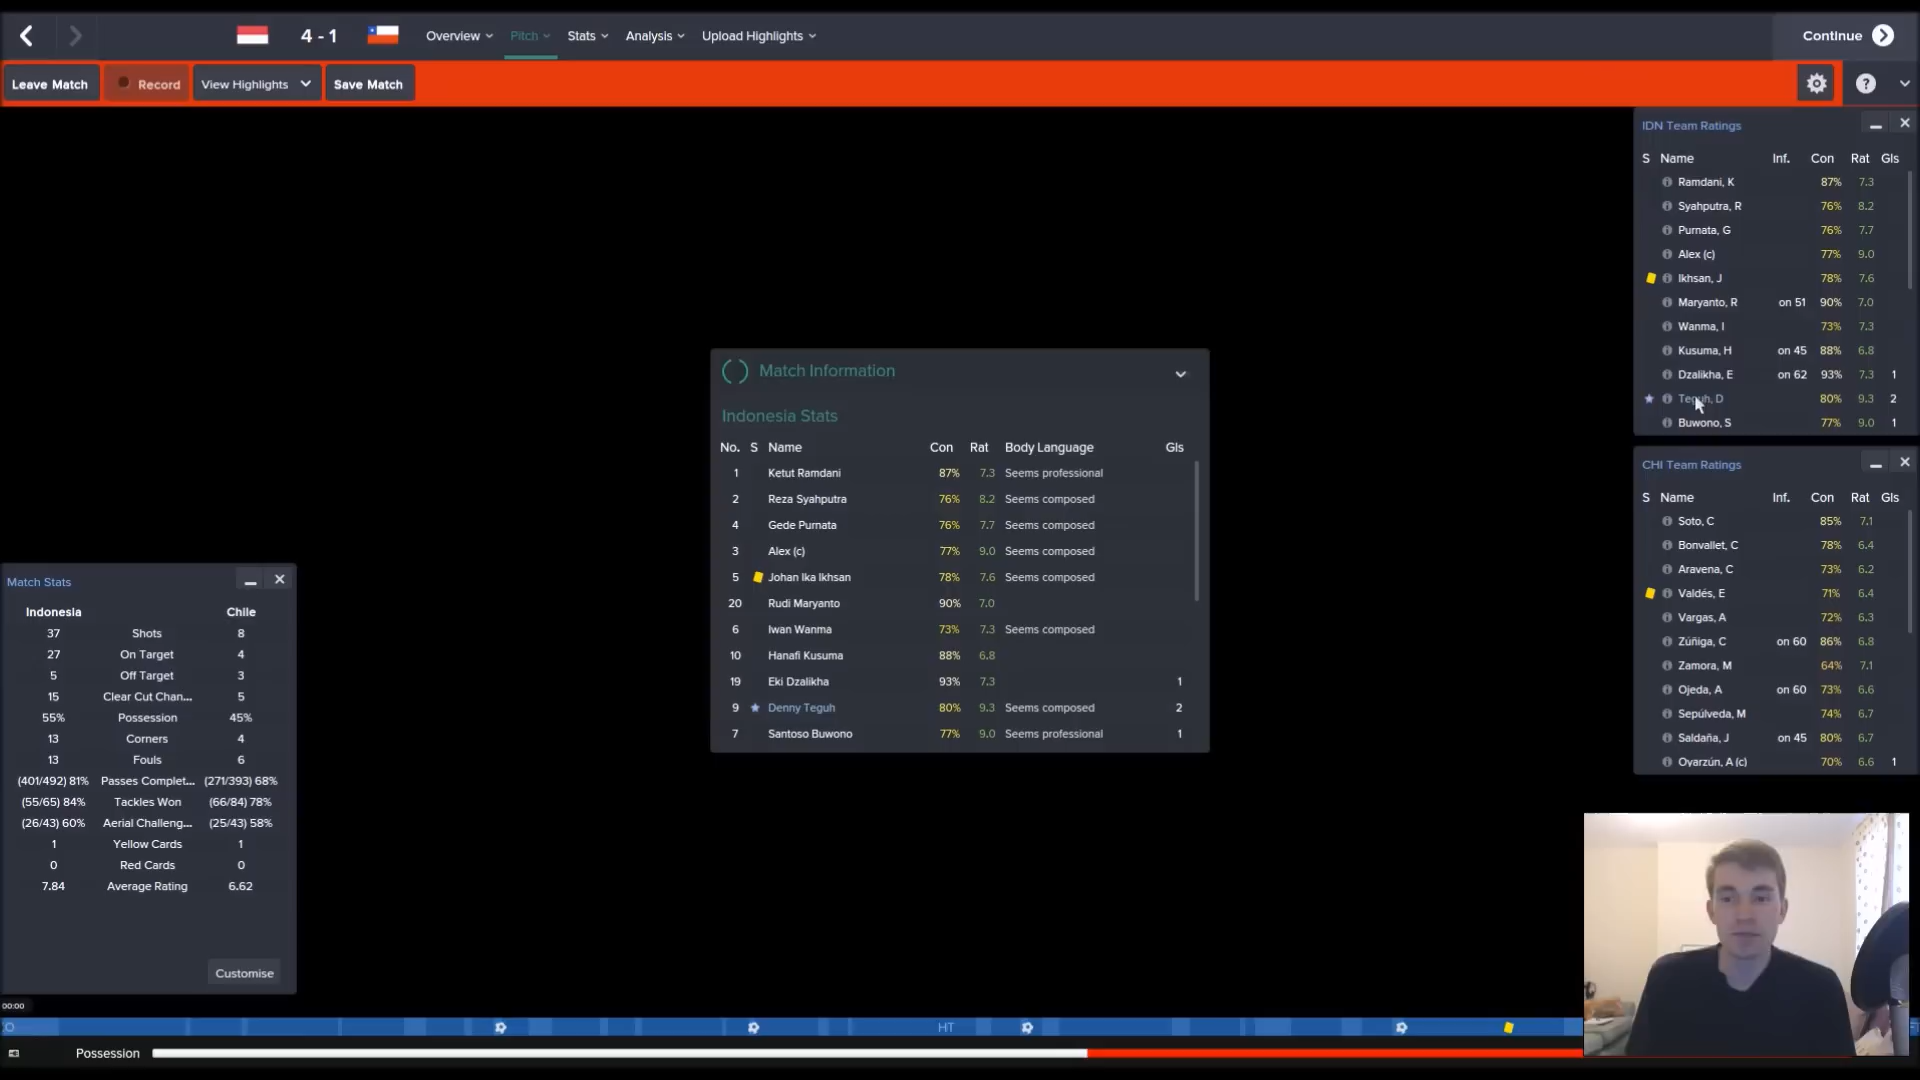 4 - 1 Overview Pitch Stats Analysis Upload Highlights Continue
Leave Match Record View Highlights Save Match ?
IDN Team Ratings
S Name Inf. Con Rat Gls
Ramdani, K 87% 7.3
Syahputra, R 76% 8.2
Purnata, G 76% 7.7
Alex (c) 77% 9.0
Ikhsan, J 78% 7.6
Maryanto, R on 51 90% 7.0
Wanma, I 73% 7.3
Kusuma, H on 45 88% 6.8
Dzalikha, E on 62 93% 7.3 1
Teguh, D 80% 9.3 2
Buwono, S 77% 9.0 1
CHI Team Ratings
S Name Inf. Con Rat Gls
Soto, C 85% 7.1
Bonvallet, C 78% 6.4
Aravena, C 73% 6.2
Valdés, E 71% 6.4
Vargas, A 72% 6.3
Zúñiga, C on 60 86% 6.8
Zamora, M 64% 7.1
Ojeda, A on 60 73% 6.6
Sepúlveda, M 74% 6.7
Saldaña, J on 45 80% 6.7
Oyarzún, A (c) 70% 6.6 1
Match Information
Indonesia Stats
No. S Name Con Rat Body Language Gls
1 Ketut Ramdani 87% 7.3 Seems professional
2 Reza Syahputra 76% 8.2 Seems composed
4 Gede Purnata 76% 7.7 Seems composed
3 Alex (c) 77% 9.0 Seems composed
5 Johan Ika Ikhsan 78% 7.6 Seems composed
20 Rudi Maryanto 90% 7.0
6 Iwan Wanma 73% 7.3 Seems composed
10 Hanafi Kusuma 88% 6.8
19 Eki Dzalikha 93% 7.3 1
9 Denny Teguh 80% 9.3 Seems composed 2
7 Santoso Buwono 77% 9.0 Seems professional 1
Match Stats
Indonesia Chile
37 Shots 8
27 On Target 4
5 Off Target 3
15 Clear Cut Chan... 5
55% Possession 45%
13 Corners 4
13 Fouls 6
(401/492) 81% Passes Complet... (271/393) 68%
(55/65) 84% Tackles Won (66/84) 78%
(26/43) 60% Aerial Challeng... (25/43) 58%
1 Yellow Cards 1
0 Red Cards 0
7.84 Average Rating 6.62
Customise
00:00
HT
Possession